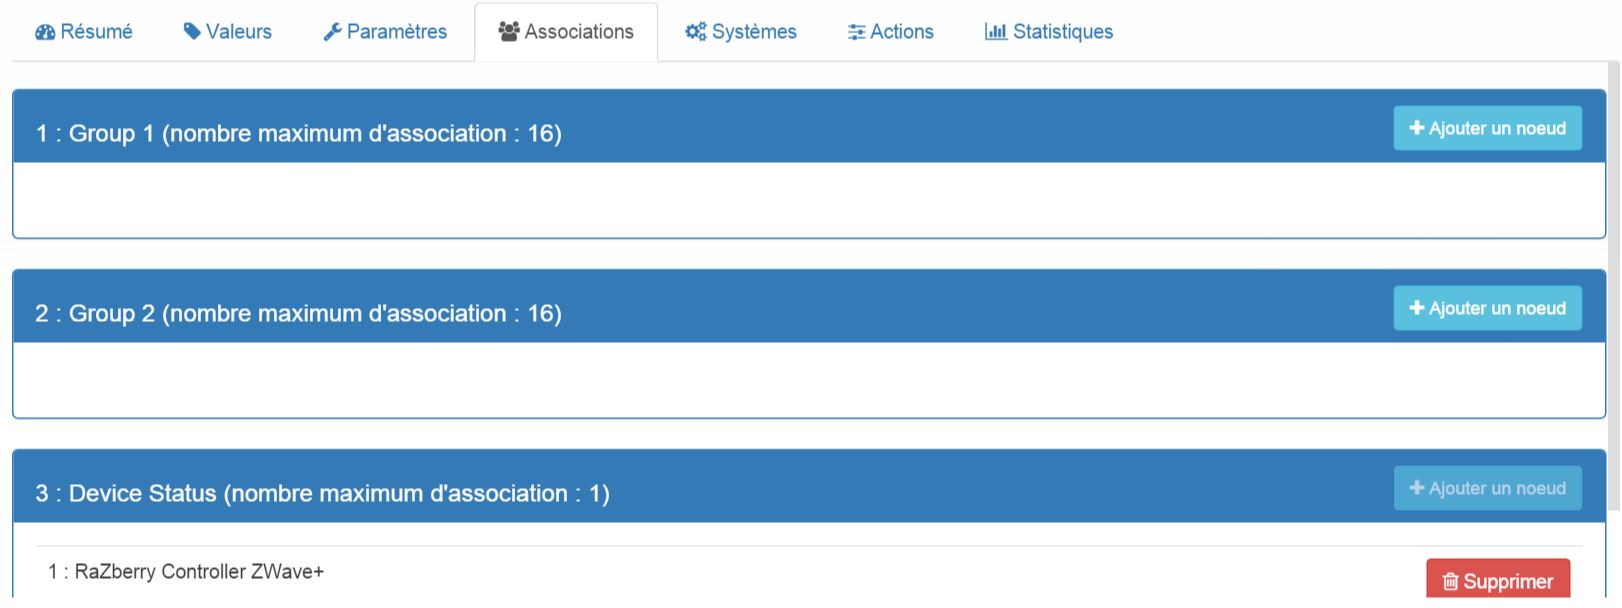 Résumé Valeurs Paramètres Associations Systèmes Actions Statistiques
1 : Group 1 (nombre maximum d'association : 16) Ajouter un noeud
2 : Group 2 (nombre maximum d'association : 16) Ajouter un noeud
3 : Device Status (nombre maximum d'association : 1) Ajouter un noeud
1 : RaZberry Controller ZWave+ Supprimer